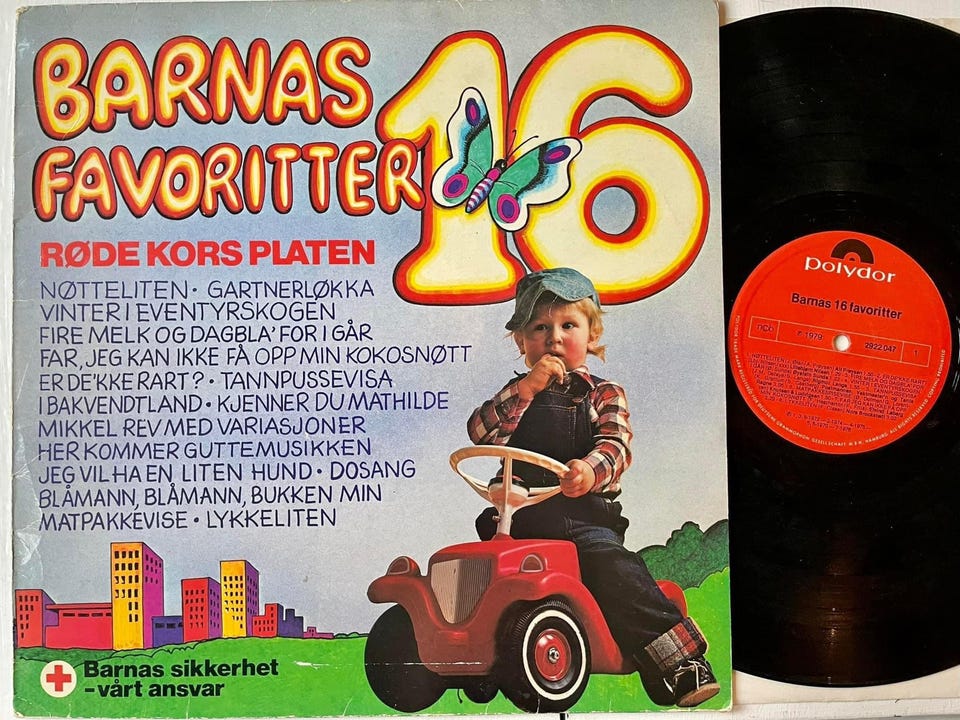 BARNAS
FAVORITTER
16
RØDE KORS PLATEN
NØTTELITEN • GARTNERLØKKA
VINTER I EVENTYRSKOGEN
FIRE MELK OG DAGBLA' FOR I GÅR
FAR, JEG KAN IKKE FÅ OPP MIN KOKOSNØTT
ER DE'KKE RART? • TANNPUSSEVISA
I BAKVENDTLAND • KJENNER DU MATHILDE
MIKKEL REV MED VARIASJONER
HER KOMMER GUTTEMUSIKKEN
JEG VIL HA EN LITEN HUND • DOSANG
BLÅMANN, BLÅMANN, BUKKEN MIN
MATPAKKEVISE • LYKKELITEN
Barnas sikkerhet
– vårt ansvar
polydor
Barnas 16 favoritter
nCb
℗ 1979
2922 047
1